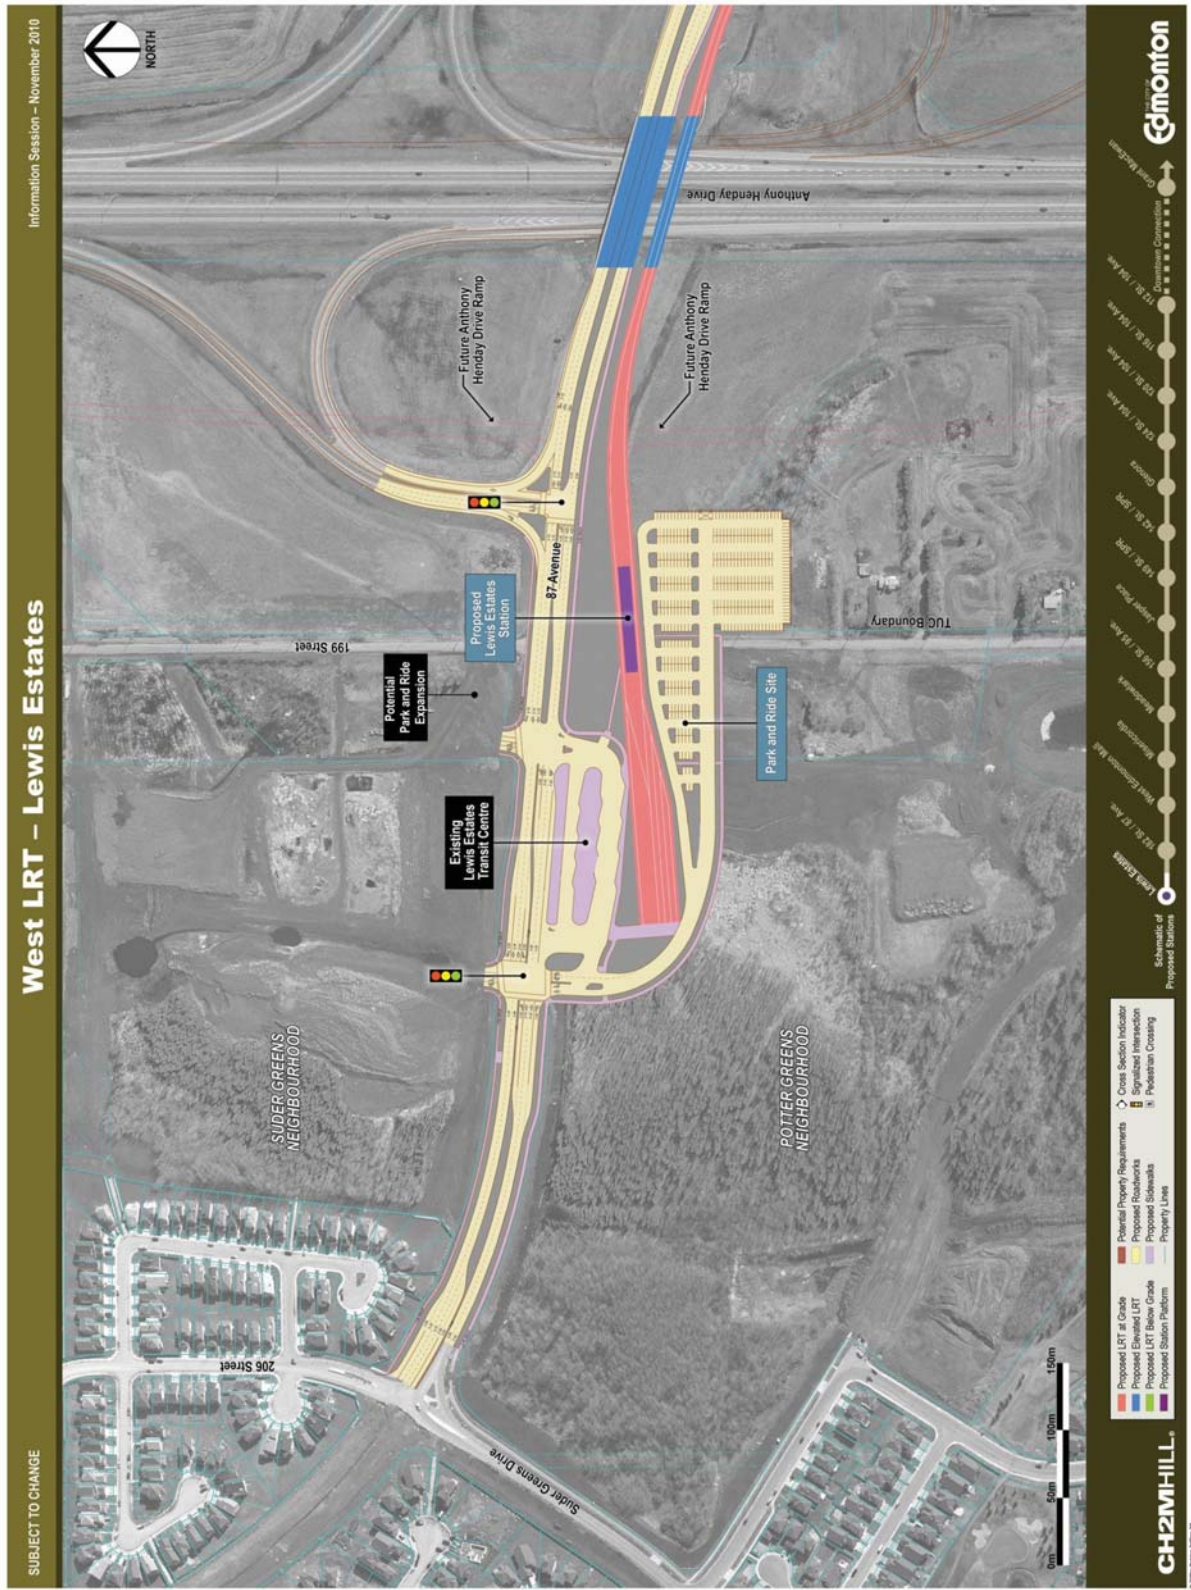 SUBJECT TO CHANGE
West LRT – Lewis Estates
Information Session – November 2010
NORTH
206 Street
Suder Greens Drive
SUDER GREENS
NEIGHBOURHOOD
POTTER GREENS
NEIGHBOURHOOD
Existing
Lewis Estates
Transit Centre
Potential
Park and Ride
Expansion
199 Street
Proposed
Lewis Estates
Station
87 Avenue
Park and Ride Site
TUC Boundary
Future Anthony
Henday Drive Ramp
Future Anthony
Henday Drive Ramp
Anthony Henday Drive
0m 50m 100m 150m
CH2MHILL®
Proposed LRT at Grade
Proposed Elevated LRT
Proposed LRT Below Grade
Proposed Station Platform
Potential Property Requirements
Proposed Roadworks
Proposed Sidewalks
Property Lines
Cross Section Indicator
Signalized Intersection
Pedestrian Crossing
Schematic of
Proposed Stations
Lewis Estates
182 St. / 87 Ave.
West Edmonton Mall
Misericordia
Meadowlark
156 St. / 95 Ave.
Jasper Place
149 St. / SPR
142 St. / SPR
Glenora
124 St. / 104 Ave.
120 St. / 104 Ave.
116 St. / 104 Ave.
112 St. / 104 Ave.
Downtown Connection
Grant MacEwan
THE CITY OF
Edmonton